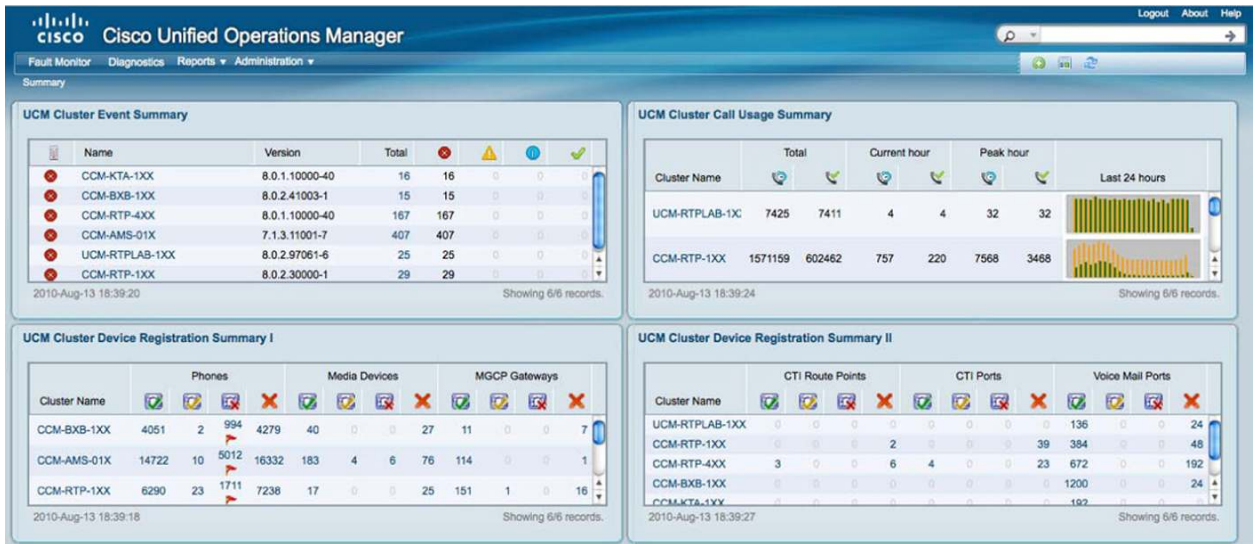 Logout About Help
CISCO Cisco Unified Operations Manager
Fault Monitor Diagnostics Reports Administration
Summary
UCM Cluster Event Summary
Name Version Total
CCM-KTA-1XX 8.0.1.10000-40 16 16 0 0 0
CCM-BXB-1XX 8.0.2.41003-1 15 15 0 0 0
CCM-RTP-4XX 8.0.1.10000-40 167 167 0 0 0
CCM-AMS-01X 7.1.3.11001-7 407 407 0 0 0
UCM-RTPLAB-1XX 8.0.2.97061-6 25 25 0 0 0
CCM-RTP-1XX 8.0.2.30000-1 29 29 0 0 0
2010-Aug-13 18:39:20 Showing 6/6 records.
UCM Cluster Call Usage Summary
Total Current hour Peak hour
Cluster Name Last 24 hours
UCM-RTPLAB-1X 7425 7411 4 4 32 32
CCM-RTP-1XX 1571159 602462 757 220 7568 3468
2010-Aug-13 18:39:24 Showing 6/6 records.
UCM Cluster Device Registration Summary I
Phones Media Devices MGCP Gateways
Cluster Name
CCM-BXB-1XX 4051 2 994 4279 40 0 0 27 11 0 0 7
CCM-AMS-01X 14722 10 5012 16332 183 4 6 76 114 0 0 1
CCM-RTP-1XX 6290 23 1711 7238 17 0 0 25 151 1 0 16
2010-Aug-13 18:39:18 Showing 6/6 records.
UCM Cluster Device Registration Summary II
CTI Route Points CTI Ports Voice Mail Ports
Cluster Name
UCM-RTPLAB-1XX 0 0 0 0 0 0 0 0 136 0 0 24
CCM-RTP-1XX 0 0 0 2 0 0 0 39 384 0 0 48
CCM-RTP-4XX 3 0 0 6 4 0 0 23 672 0 0 192
CCM-BXB-1XX 0 0 0 0 0 0 0 0 1200 0 0 24
CCM-KTA-1XX 0 0 0 0 0 0 0 0 192 0 0 0
2010-Aug-13 18:39:27 Showing 6/6 records.